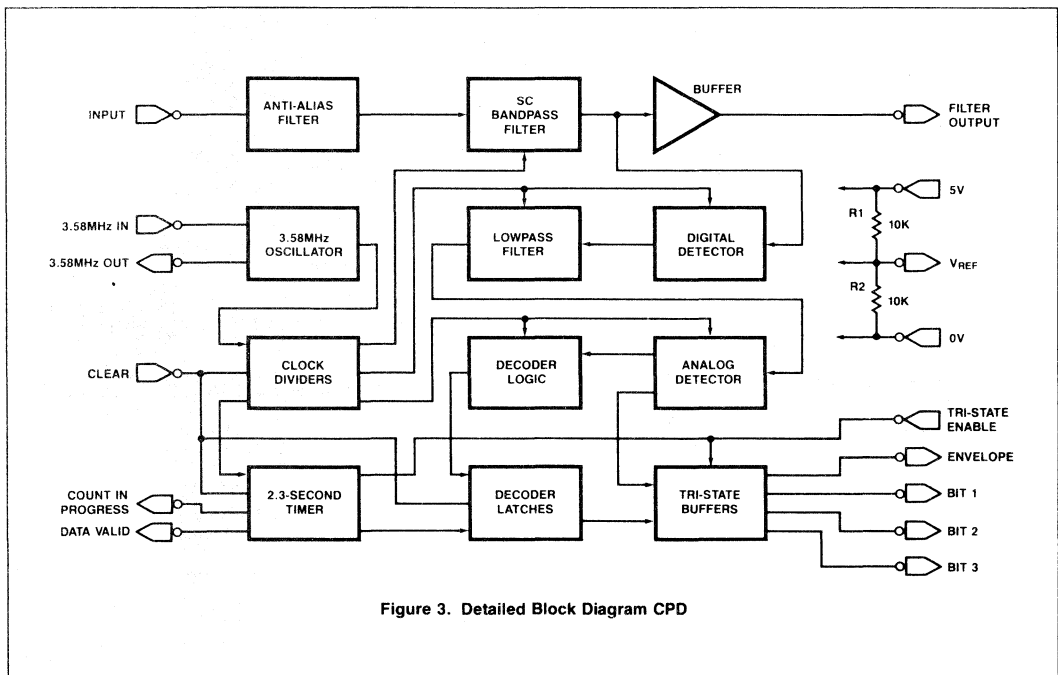 INPUT
ANTI-ALIAS
FILTER
SC
BANDPASS
FILTER
BUFFER
FILTER
OUTPUT
3.58MHz IN
3.58MHz OUT
3.58MHz
OSCILLATOR
LOWPASS
FILTER
DIGITAL
DETECTOR
5V
R1
10K
VREF
R2
10K
0V
CLEAR
CLOCK
DIVIDERS
DECODER
LOGIC
ANALOG
DETECTOR
TRI-STATE
ENABLE
COUNT IN
PROGRESS
DATA VALID
2.3-SECOND
TIMER
DECODER
LATCHES
TRI-STATE
BUFFERS
ENVELOPE
BIT 1
BIT 2
BIT 3
Figure 3. Detailed Block Diagram CPD